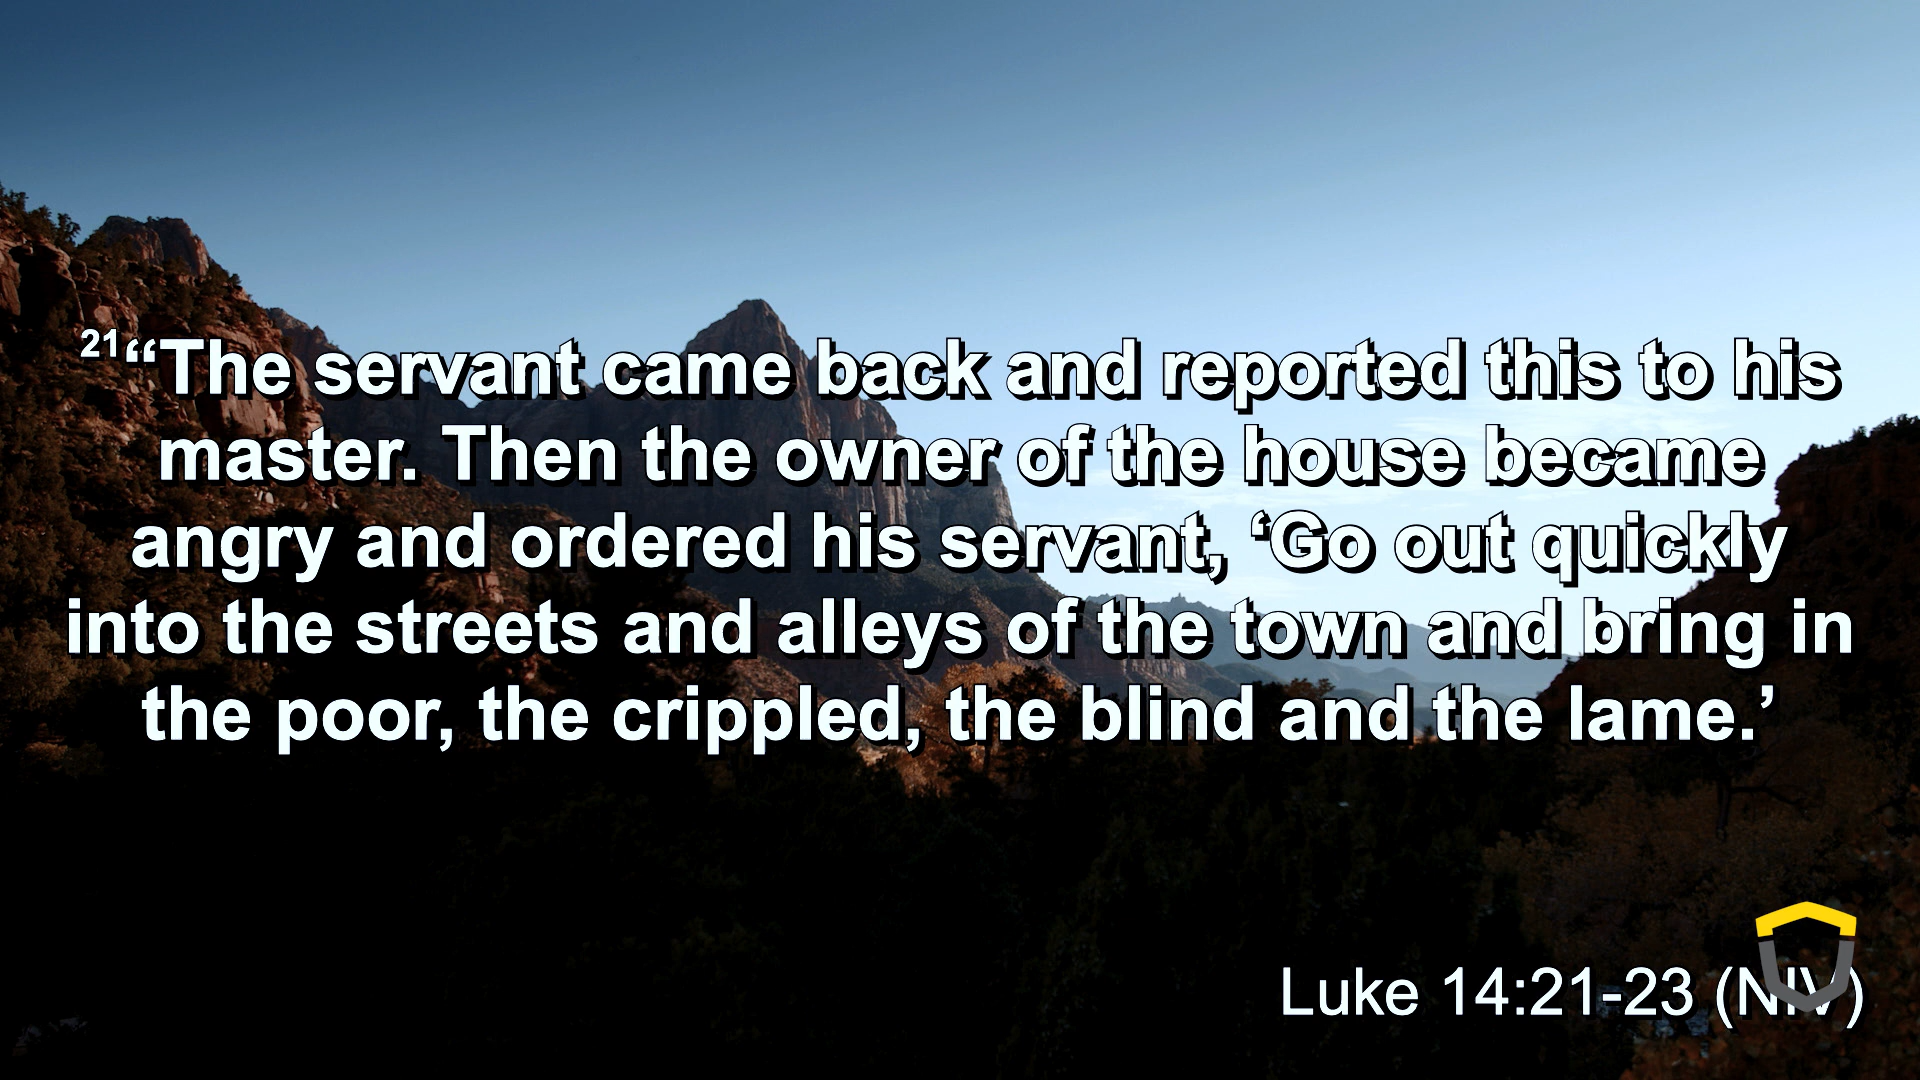 21“The servant came back and reported this to his
master. Then the owner of the house became
angry and ordered his servant, ‘Go out quickly
into the streets and alleys of the town and bring in
the poor, the crippled, the blind and the lame.’
Luke 14:21-23 (NIV)